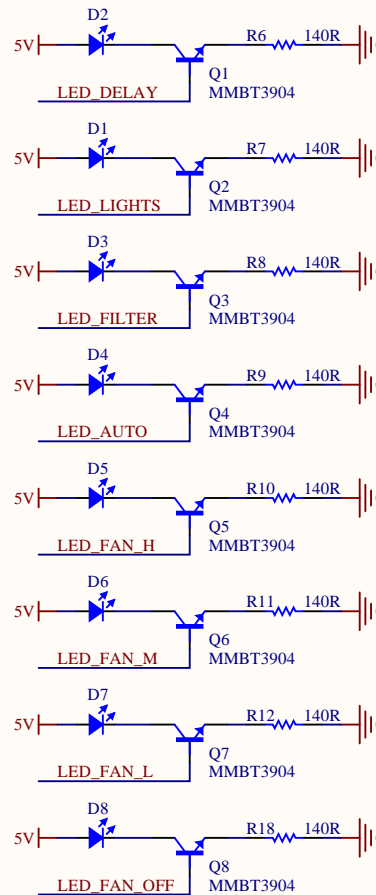 D2
5V
R6 140R
Q1
LED_DELAY MMBT3904
D1
5V
R7 140R
Q2
LED_LIGHTS MMBT3904
D3
5V
R8 140R
Q3
LED_FILTER MMBT3904
D4
5V
R9 140R
Q4
LED_AUTO MMBT3904
D5
5V
R10 140R
Q5
LED_FAN_H MMBT3904
D6
5V
R11 140R
Q6
LED_FAN_M MMBT3904
D7
5V
R12 140R
Q7
LED_FAN_L MMBT3904
D8
5V
R18 140R
Q8
LED_FAN_OFF MMBT3904